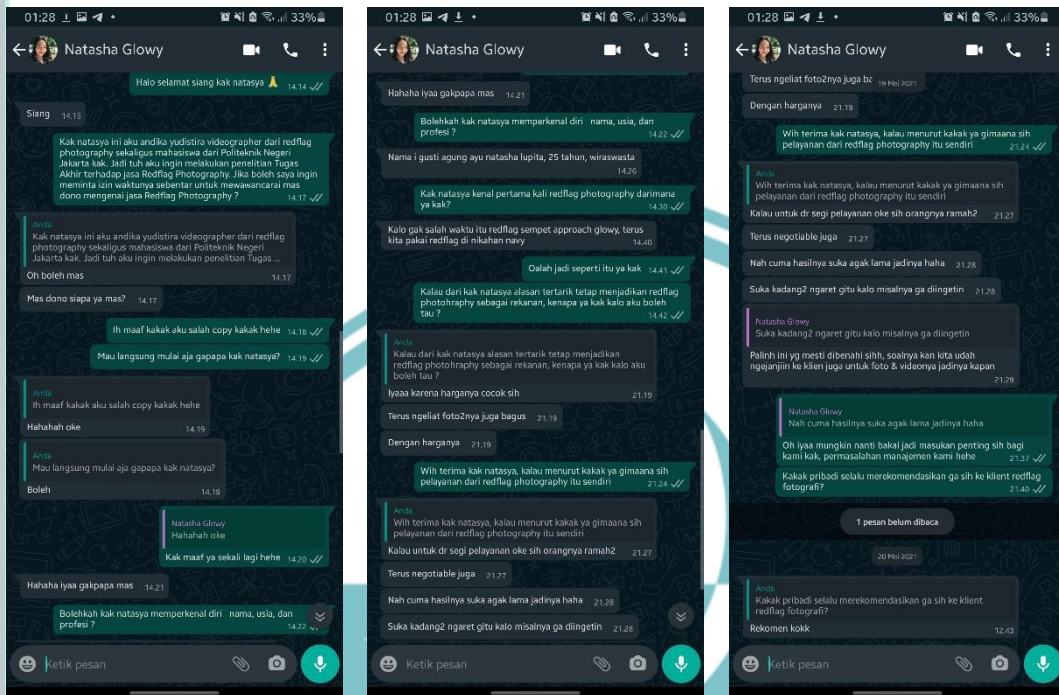 01:28
33%
Natasha Glowy
Halo selamat siang kak natasya 🙏 14.14
Siang 14.15
Kak natasya ini aku andika yudistira videographer dari redflag
photography sekaligus mahasiswa dari Politeknik Negeri
Jakarta kak. Jadi tuh aku ingin melakukan penelitian Tugas
Akhir terhadap jasa Redflag Photography. Jika boleh saya ingin
meminta izin waktunya sebentar untuk mewawancarai mas
dono mengenai jasa Redflag Photography ? 14.17
Anda
Kak natasya ini aku andika yudistira videographer dari redflag
photography sekaligus mahasiswa dari Politeknik Negeri
Jakarta kak. Jadi tuh aku ingin melakukan penelitian Tugas ...
Oh boleh mas 14.17
Mas dono siapa ya mas? 14.17
Ih maaf kakak aku salah copy kakak hehe 14.18
Mau langsung mulai aja gapapa kak natasya? 14.19
Anda
Ih maaf kakak aku salah copy kakak hehe
Hahahah oke 14.19
Anda
Mau langsung mulai aja gapapa kak natasya?
Boleh 14.19
Natasha Glowy
Hahahah oke
Kak maaf ya sekali lagi hehe 14.20
Hahaha iyaa gakpapa mas 14.21
Bolehkah kak natasya memperkenal diri nama, usia, dan
profesi ? 14.22
Ketik pesan
01:28
33%
Natasha Glowy
Hahaha iyaa gakpapa mas 14.21
Bolehkah kak natasya memperkenal diri nama, usia, dan
profesi ? 14.22
Nama i gusti agung ayu natasha lupita, 25 tahun, wiraswasta
14.26
Kak natasya kenal pertama kali redflag photography darimana
ya kak? 14.30
Kalo gak salah waktu itu redflag sempet approach glowy, terus
kita pakai redflag di nikahan navy 14.40
Oalah jadi seperti itu ya kak 14.41
Kalau dari kak natasya alasan tertarik tetap menjadikan redflag
photohraphy sebagai rekanan, kenapa ya kak kalo aku boleh
tau ? 14.42
Anda
Kalau dari kak natasya alasan tertarik tetap menjadikan
redflag photohraphy sebagai rekanan, kenapa ya kak kalo aku
boleh tau ?
Iyaaa karena harganya cocok sih 21.19
Terus ngeliat foto2nya juga bagus 21.19
Dengan harganya 21.19
Wih terima kak natasya, kalau menurut kakak ya gimaana sih
pelayanan dari redflag photography itu sendiri 21.24
Anda
Wih terima kak natasya, kalau menurut kakak ya gimaana sih
pelayanan dari redflag photography itu sendiri
Kalau untuk dr segi pelayanan oke sih orangnya ramah2 21.27
Terus negotiable juga 21.27
Nah cuma hasilnya suka agak lama jadinya haha 21.28
Suka kadang2 ngaret gitu kalo misalnya ga diingetin 21.28
Ketik pesan
01:28
33%
Natasha Glowy
Terus ngeliat foto2nya juga ba
19 Mei 2021
Dengan harganya 21.19
Wih terima kak natasya, kalau menurut kakak ya gimaana sih
pelayanan dari redflag photography itu sendiri 21.24
Anda
Wih terima kak natasya, kalau menurut kakak ya gimaana sih
pelayanan dari redflag photography itu sendiri
Kalau untuk dr segi pelayanan oke sih orangnya ramah2 21.27
Terus negotiable juga 21.27
Nah cuma hasilnya suka agak lama jadinya haha 21.28
Suka kadang2 ngaret gitu kalo misalnya ga diingetin 21.28
Natasha Glowy
Suka kadang2 ngaret gitu kalo misalnya ga diingetin
Palinh ini yg mesti dibenahi sihh, soalnya kan kita udah
ngejanjiin ke klien juga untuk foto & videonya jadinya kapan
21.29
Natasha Glowy
Nah cuma hasilnya suka agak lama jadinya haha
Oh iyaa mungkin nanti bakal jadi masukan penting sih bagi
kami kak, permasalahan manajemen kami hehe 21.37
Kakak pribadi selalu merekomendasikan ga sih ke klient redflag
fotografi? 21.40
1 pesan belum dibaca
20 Mei 2021
Anda
Kakak pribadi selalu merekomendasikan ga sih ke klient
redflag fotografi?
Rekomen kokk 12.43
Ketik pesan